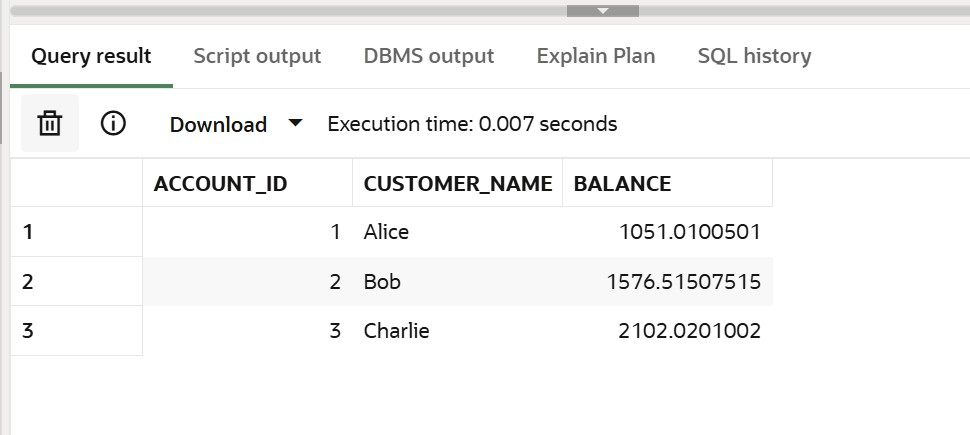 Query result Script output DBMS output Explain Plan SQL history
Download Execution time: 0.007 seconds
ACCOUNT_ID CUSTOMER_NAME BALANCE
1 1 Alice 1051.0100501
2 2 Bob 1576.51507515
3 3 Charlie 2102.0201002